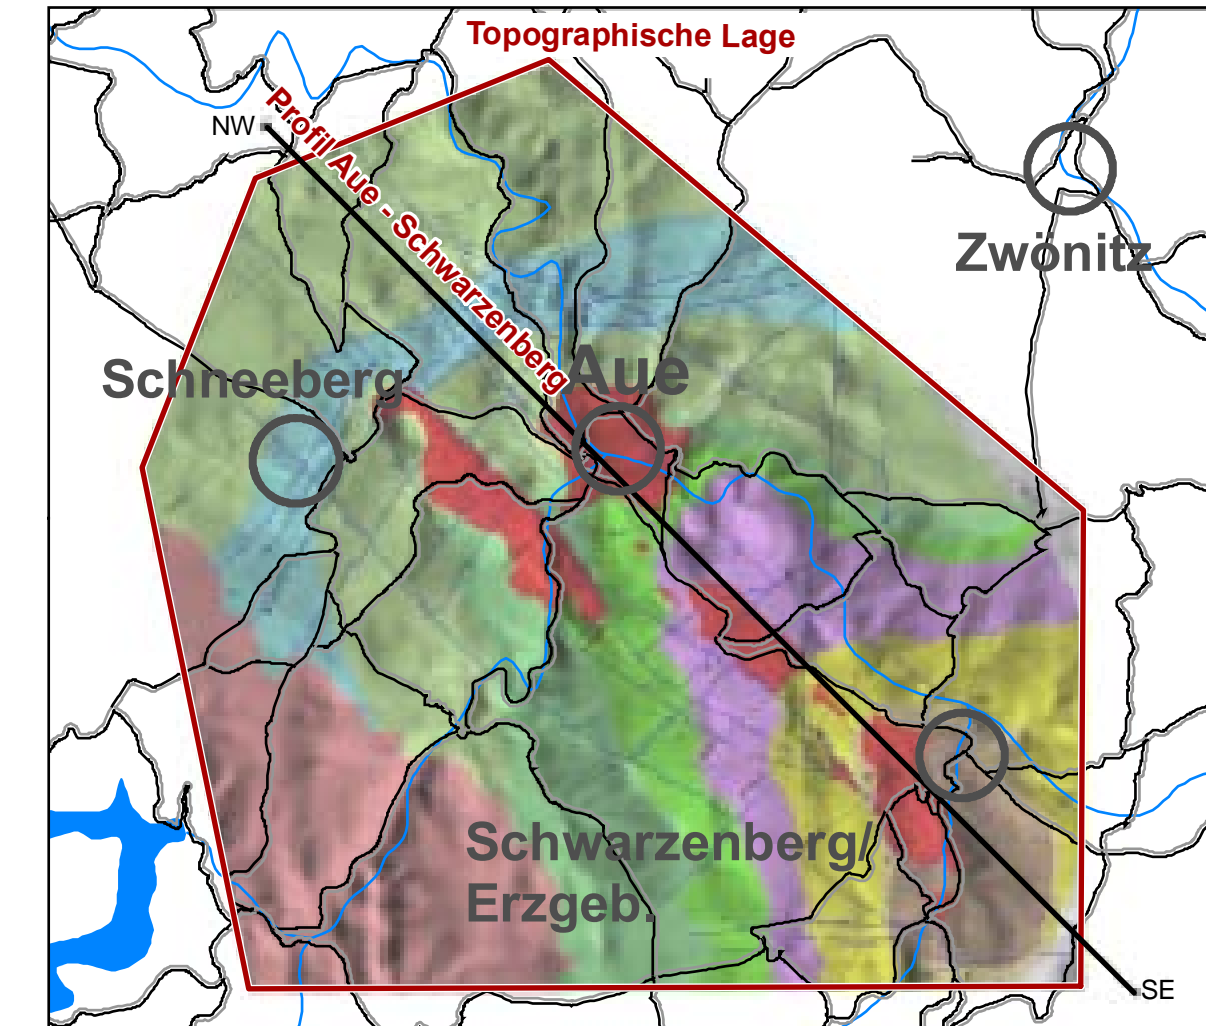 Topographische Lage
NW
Profil Aue - Schwarzenberg
Zwönitz
Schneeberg
Aue
Schwarzenberg/
Erzgeb.
SE